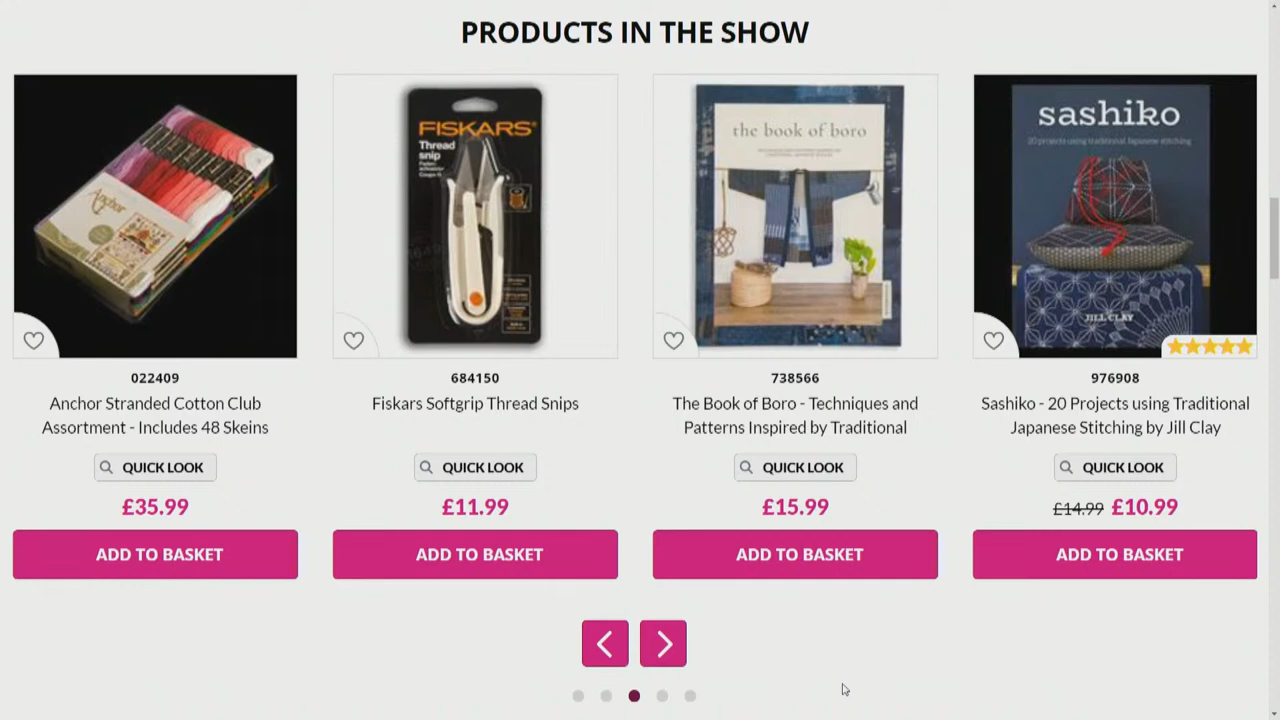 PRODUCTS IN THE SHOW
Anchor
FISKARS®
Thread
snip
the book of boro
sashiko
20 projects using traditional japanese stitching
JILL CLAY
022409
684150
738566
976908
Anchor Stranded Cotton Club
Assortment - Includes 48 Skeins
Fiskars Softgrip Thread Snips
The Book of Boro - Techniques and
Patterns Inspired by Traditional
Sashiko - 20 Projects using Traditional
Japanese Stitching by Jill Clay
QUICK LOOK
QUICK LOOK
QUICK LOOK
QUICK LOOK
£35.99
£11.99
£15.99
£14.99 £10.99
ADD TO BASKET
ADD TO BASKET
ADD TO BASKET
ADD TO BASKET